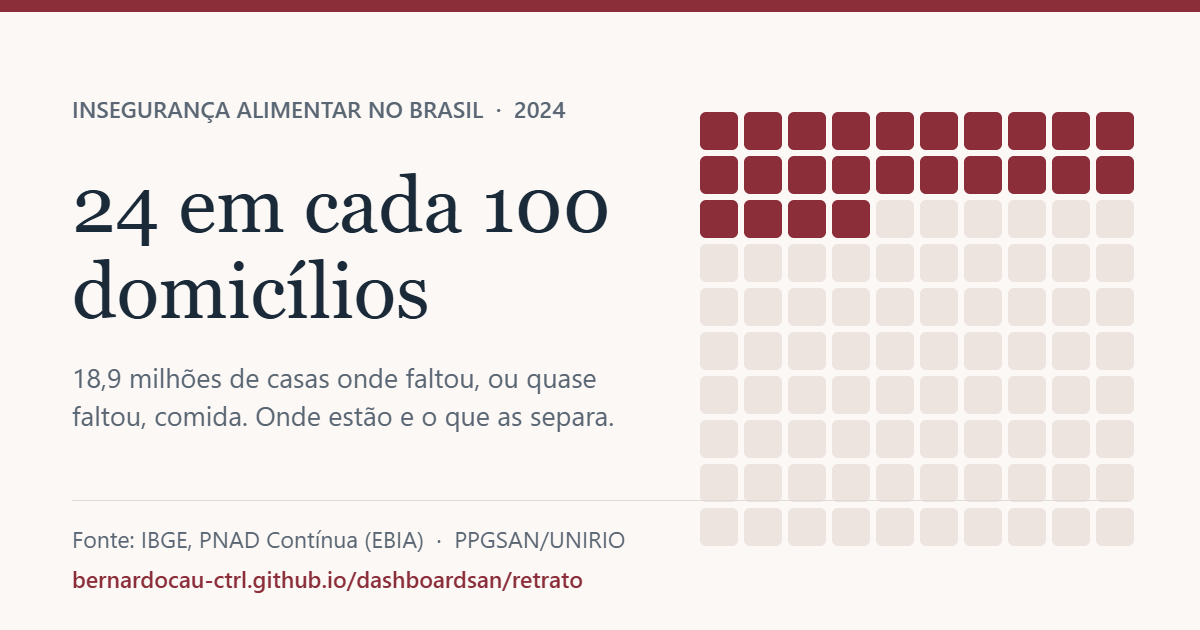 INSEGURANÇA ALIMENTAR NO BRASIL · 2024
24 em cada 100
domicílios
18,9 milhões de casas onde faltou, ou quase
faltou, comida. Onde estão e o que as separa.
Fonte: IBGE, PNAD Contínua (EBIA) · PPGSAN/UNIRIO
bernardocau-ctrl.github.io/dashboardsan/retrato